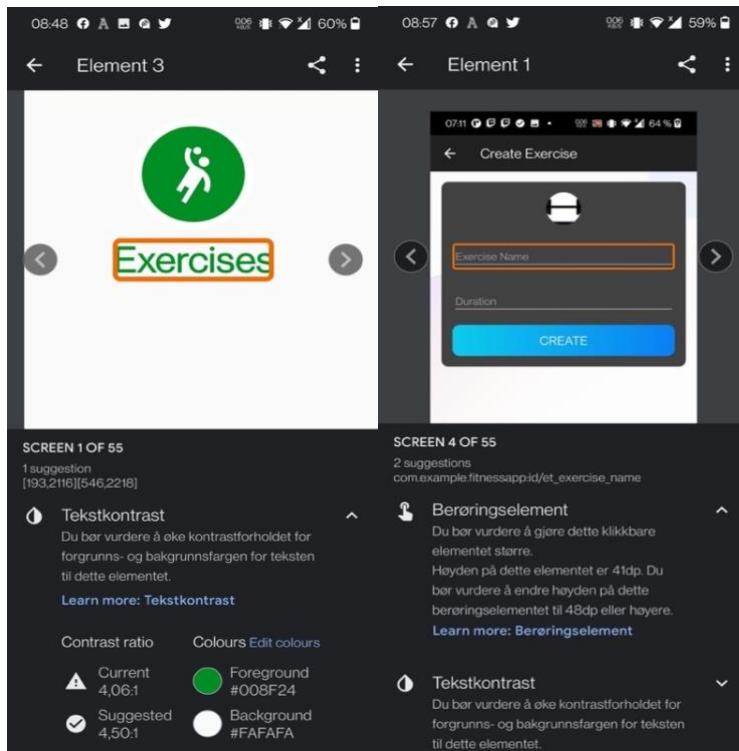 08:48 60%
Element 3
Exercises
SCREEN 1 OF 55
1 suggestion
[193,2116][546,2218]
Tekstkontrast
Du bør vurdere å øke kontrastforholdet for
forgrunns- og bakgrunnsfargen for teksten
til dette elementet.
Learn more: Tekstkontrast
Contrast ratio Colours Edit colours
Current
4,06:1
Foreground
#008F24
Suggested
4,50:1
Background
#FAFAFA
08:57 59%
Element 1
07:11 64 %
Create Exercise
Exercise Name
Duration
CREATE
SCREEN 4 OF 55
2 suggestions
com.example.fitnessapp:id/et_exercise_name
Berøringselement
Du bør vurdere å gjøre dette klikkbare
elementet større.
Høyden på dette elementet er 41dp. Du
bør vurdere å endre høyden på dette
berøringselementet til 48dp eller høyere.
Learn more: Berøringselement
Tekstkontrast
Du bør vurdere å øke kontrastforholdet for
forgrunns- og bakgrunnsfargen for teksten
til dette elementet.